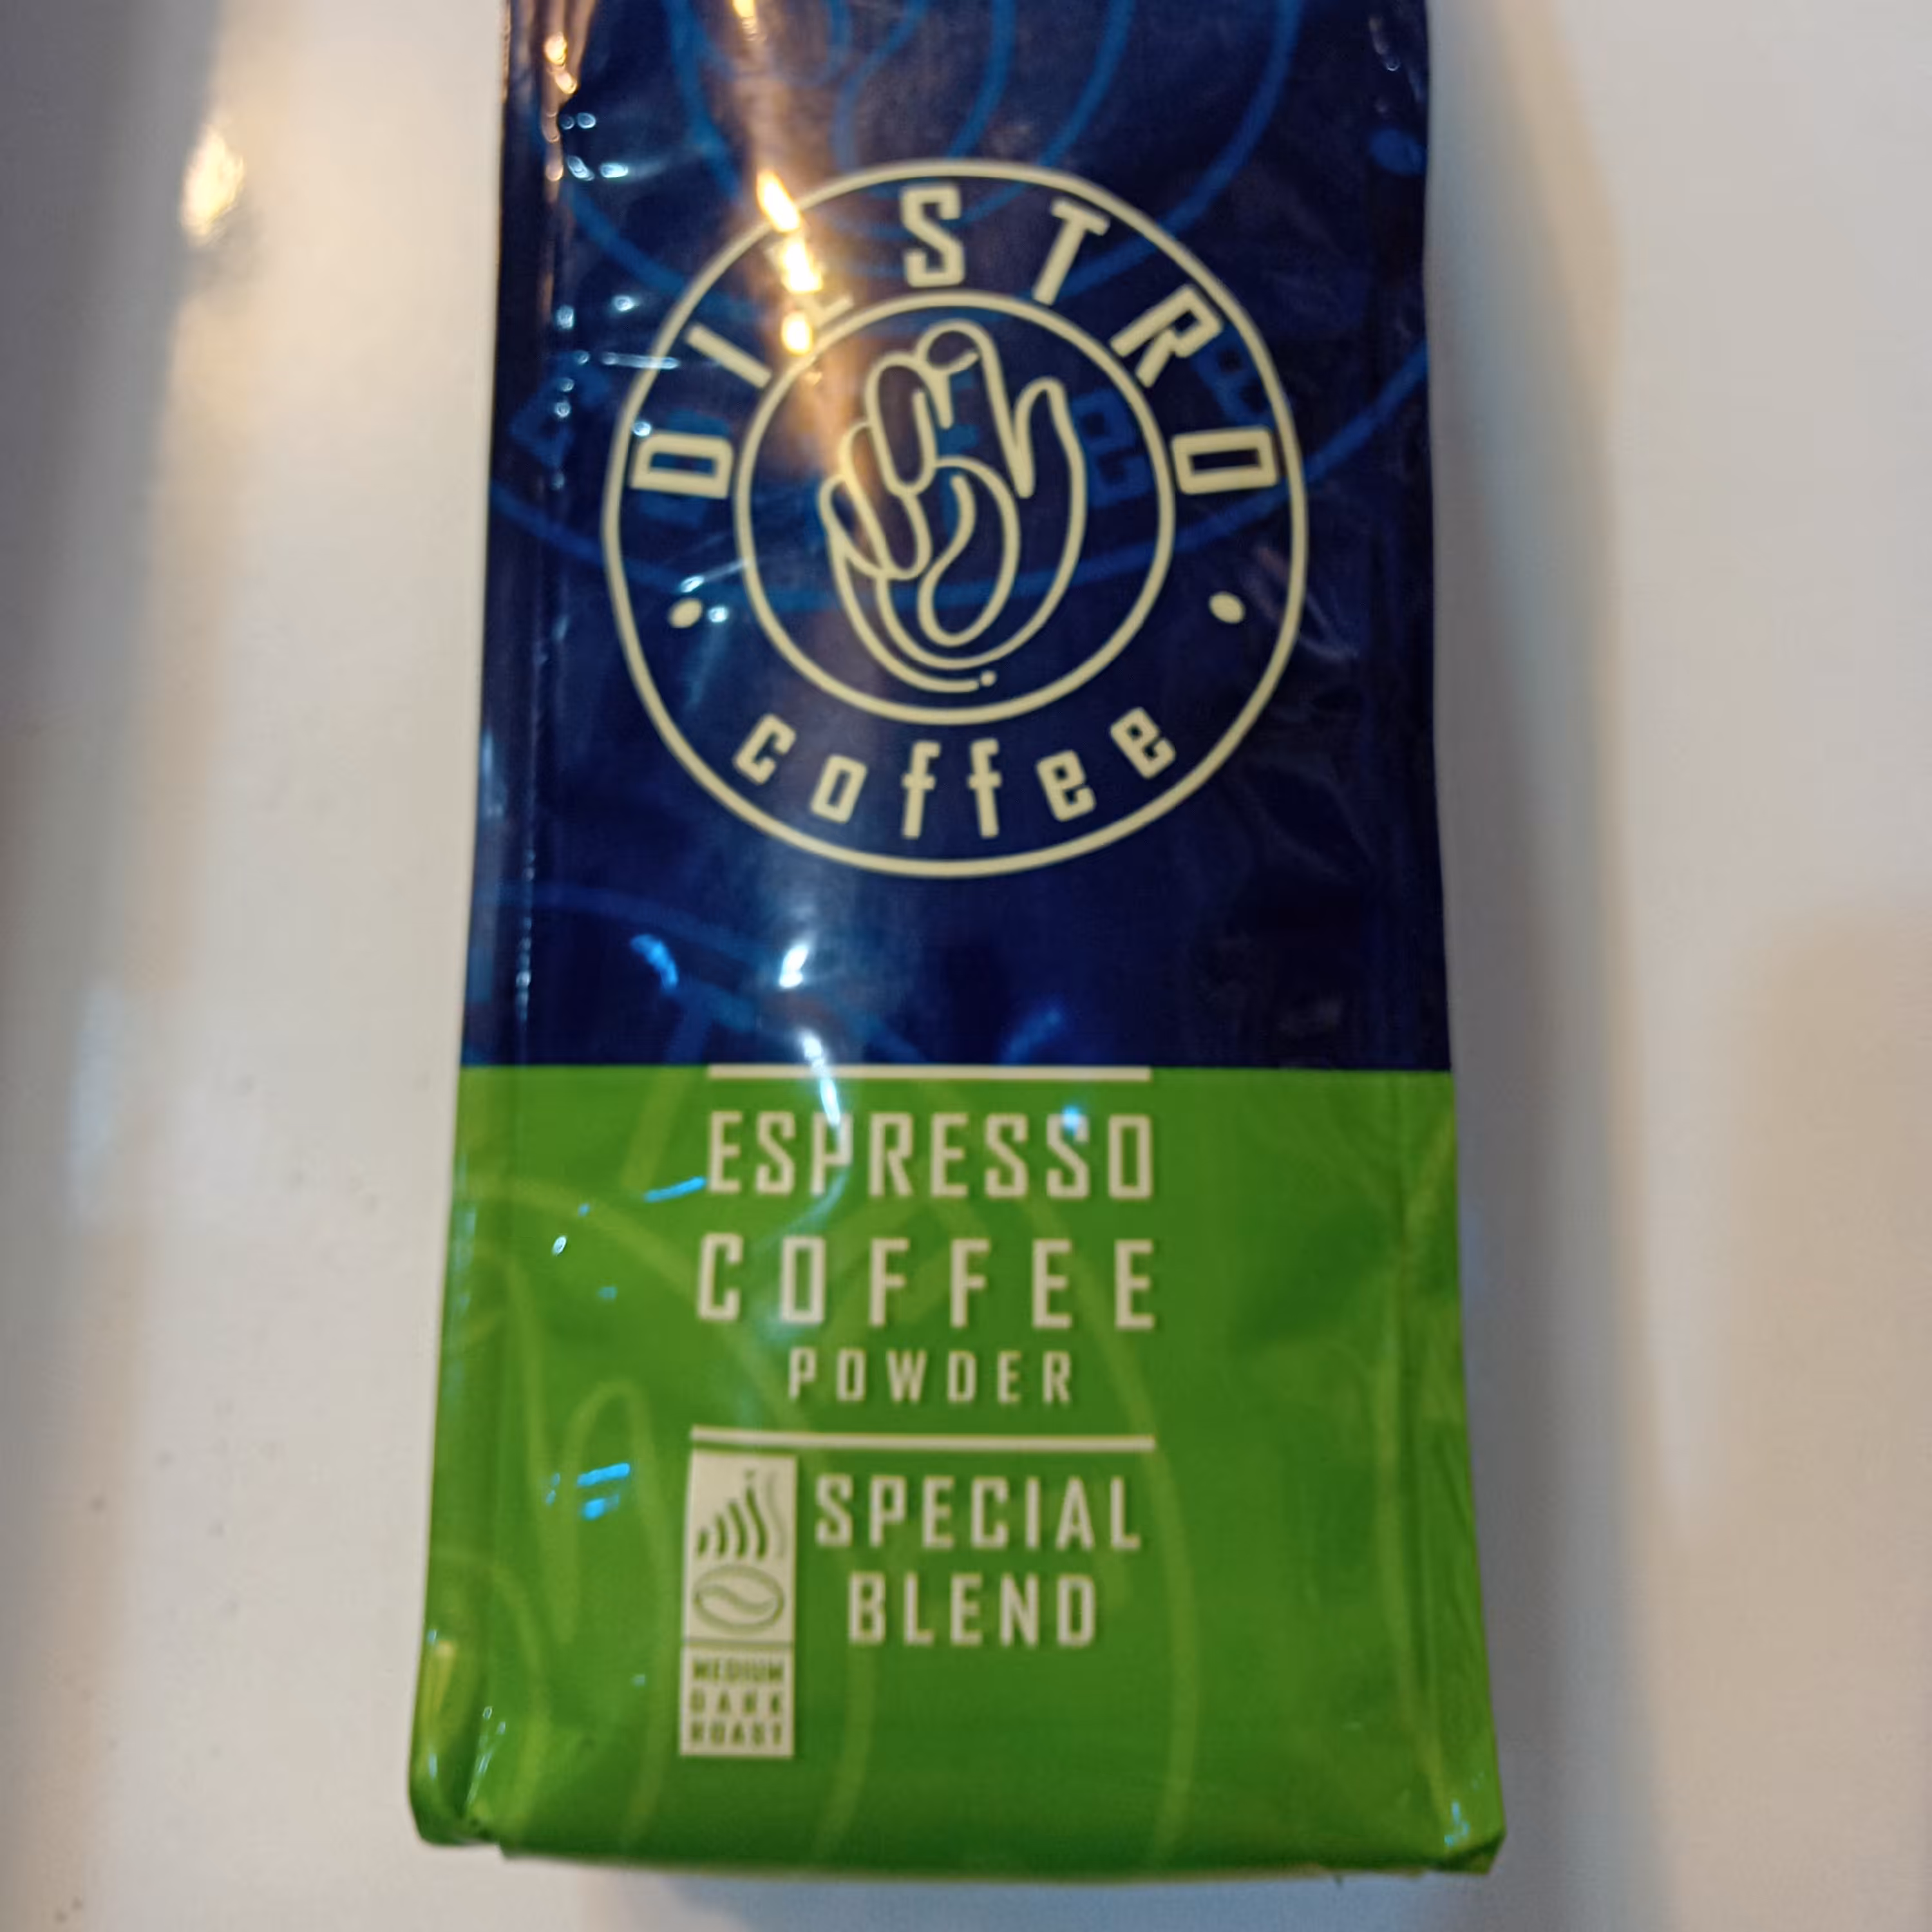 DIESTRO
coffee
ESPRESSO
COFFEE
POWDER
SPECIAL
BLEND
MEDIUM
DARK
ROAST